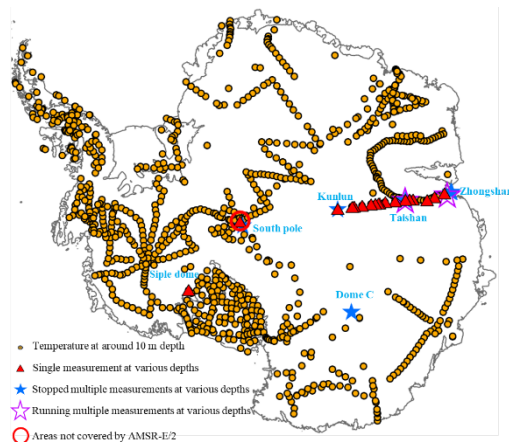 Kunlun
Zhongshan
Taishan
South pole
Siple dome
Dome C
Temperature at around 10 m depth
Single measurement at various depths
Stopped multiple measurements at various depths
Running multiple measurements at various depths
Areas not covered by AMSR-E/2